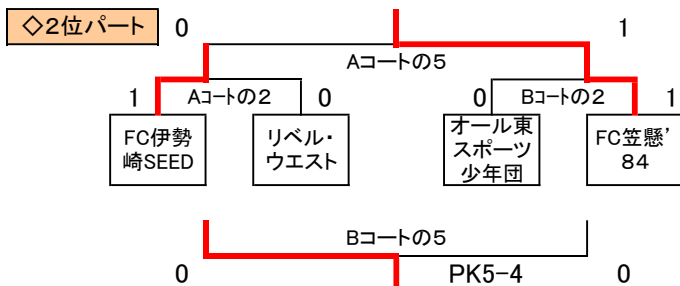 ◇2位パート 0 1
Aコートの5
1 Aコートの2 0 0 Bコートの2 1
FC伊勢
崎SEED
リベル・
ウエスト
オール東
スポーツ
少年団
FC笠懸’
84
Bコートの5
0 PK5-4 0